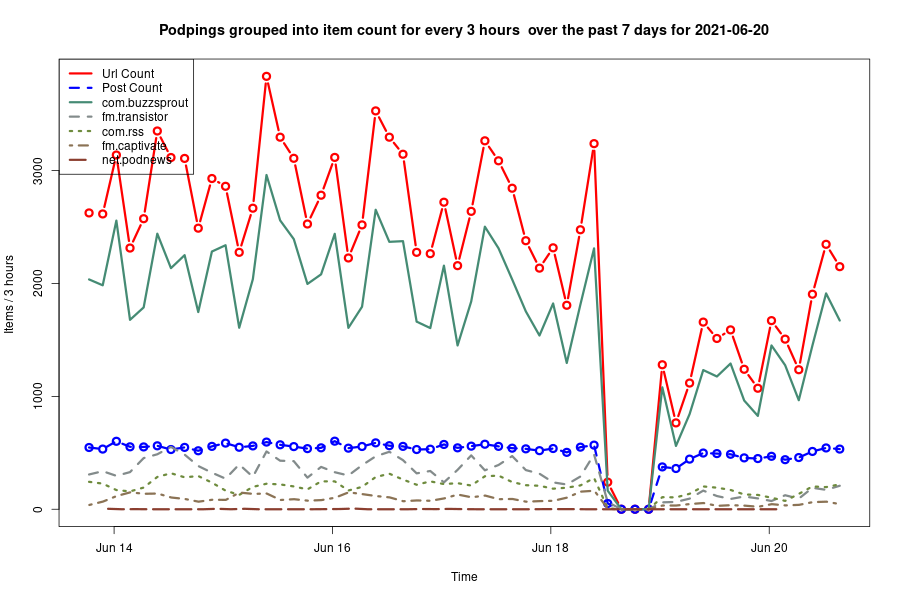 Podpings grouped into item count for every 3 hours  over the past 7 days for 2021-06-20
Url Count
Post Count
com.buzzsprout
fm.transistor
com.rss
fm.captivate
net.podnews
Items / 3 hours
3000
2000
1000
0
Jun 14
Jun 16
Jun 18
Jun 20
Time